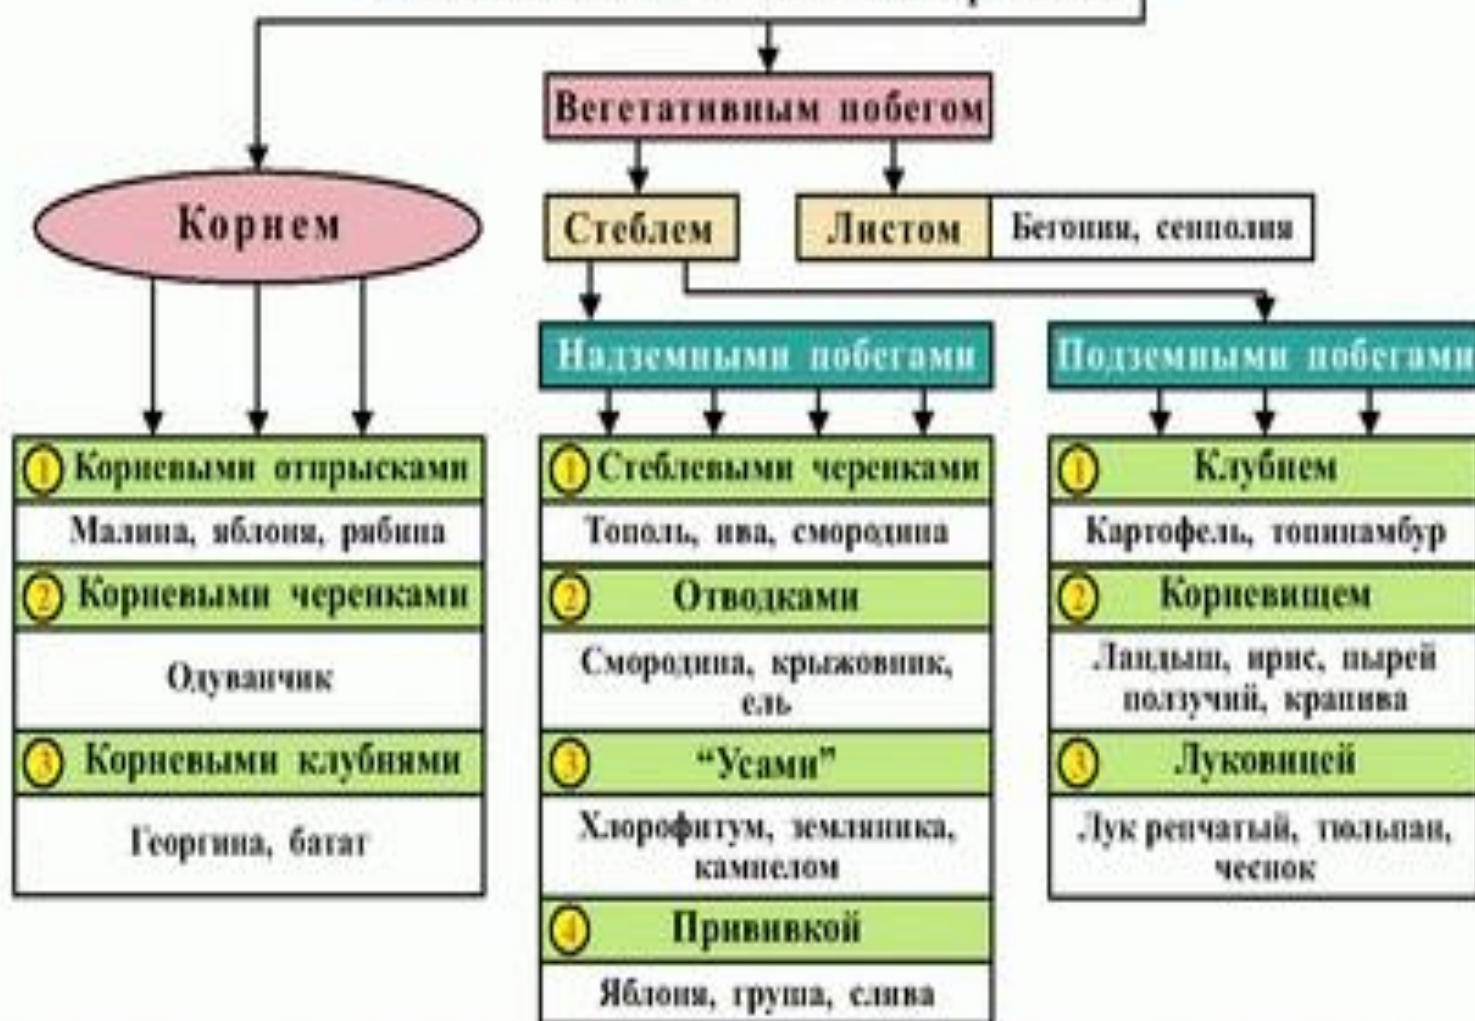 Вегетативным побегом
Корнем
Стеблем
Листом
Бегония, сенполия
Надземными побегами
Подземными побегами
1 Корневыми отпрысками
Малина, яблоня, рябина
2 Корневыми черенками
Одуванчик
3 Корневыми клубнями
Георгина, батат
1 Стеблевыми черенками
Тополь, ива, смородина
2 Отводками
Смородина, крыжовник,
ель
3 “Усами”
Хлорофитум, земляника,
камнелом
4 Прививкой
Яблоня, груша, слива
1 Клубнем
Картофель, топинамбур
2 Корневищем
Ландыш, ирис, пырей
ползучий, крапива
3 Луковицей
Лук репчатый, тюльпан,
чеснок